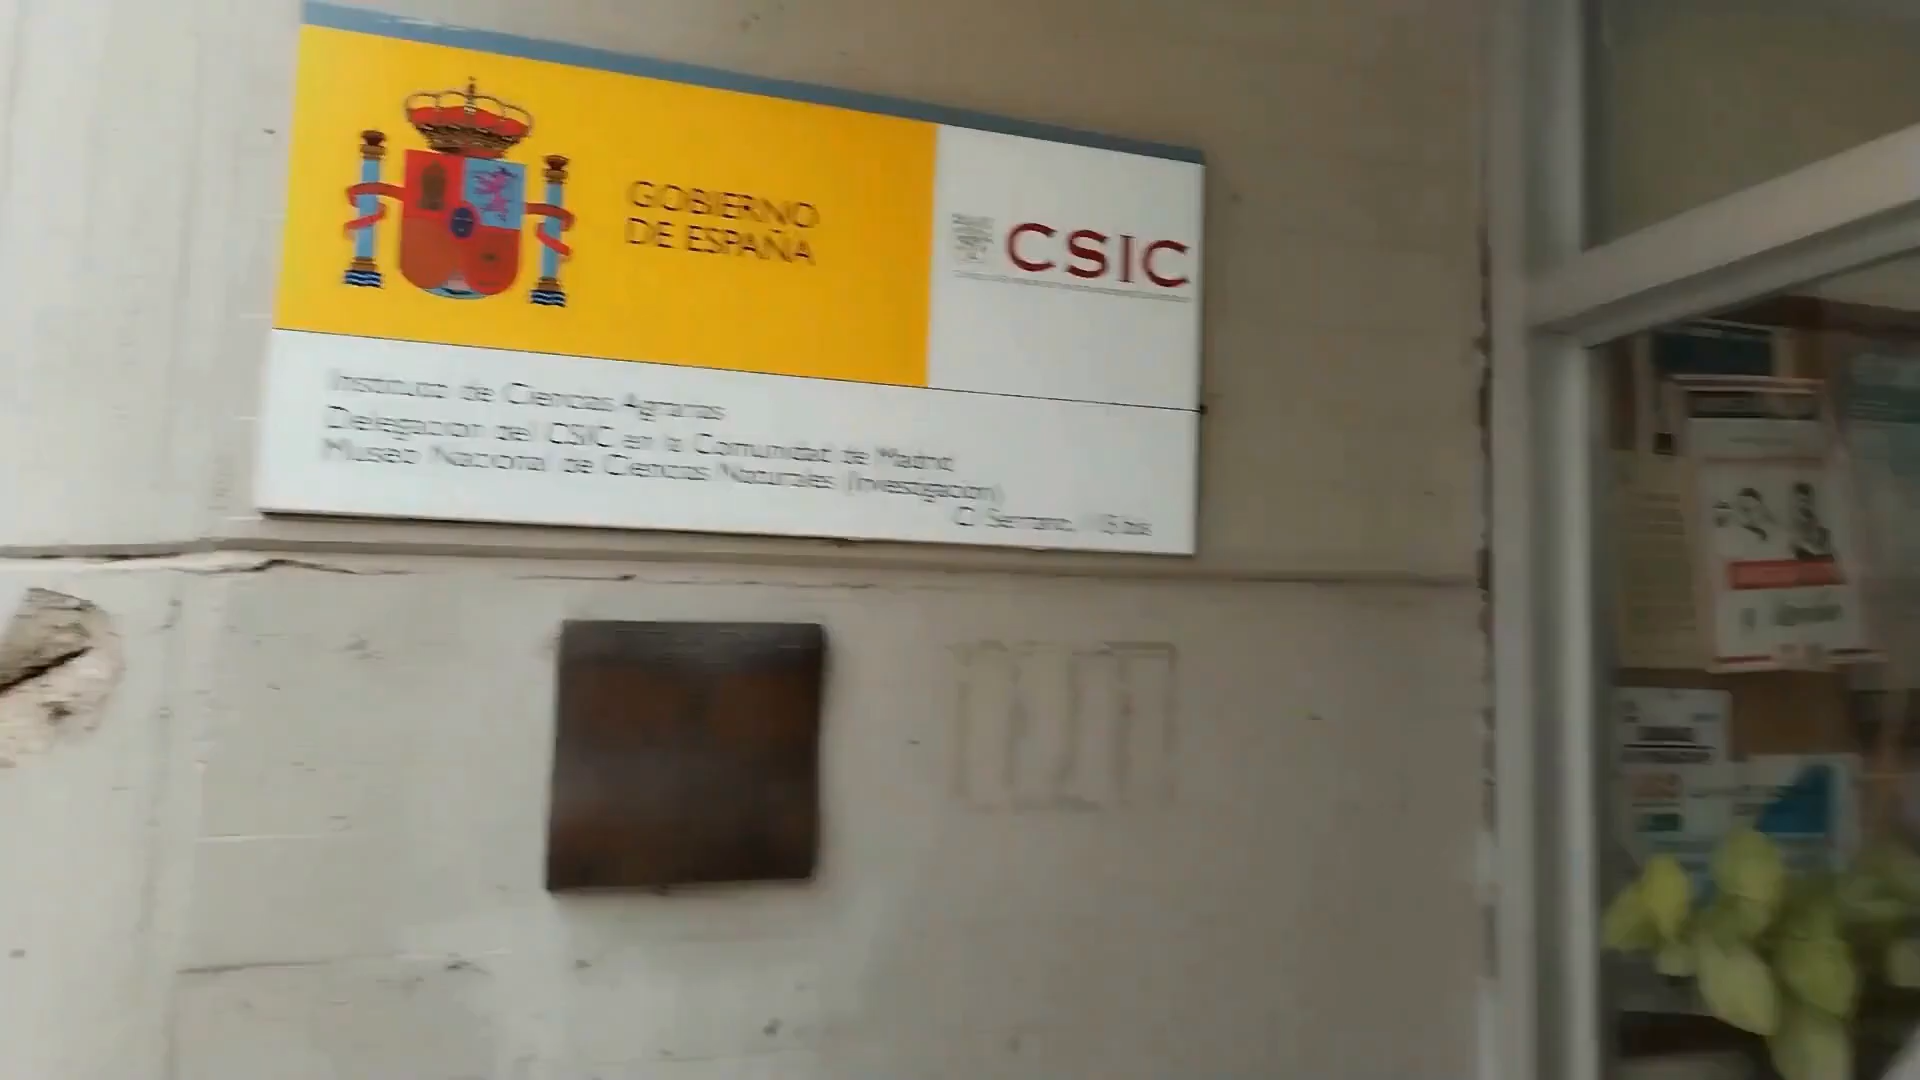 GOBIERNO
DE ESPAÑA
CSIC
Instituto de Ciencias Agrarias
Delegación del CSIC en la Comunidad de Madrid
Museo Nacional de Ciencias Naturales (Investigación)
C/ Serrano, 115 bis